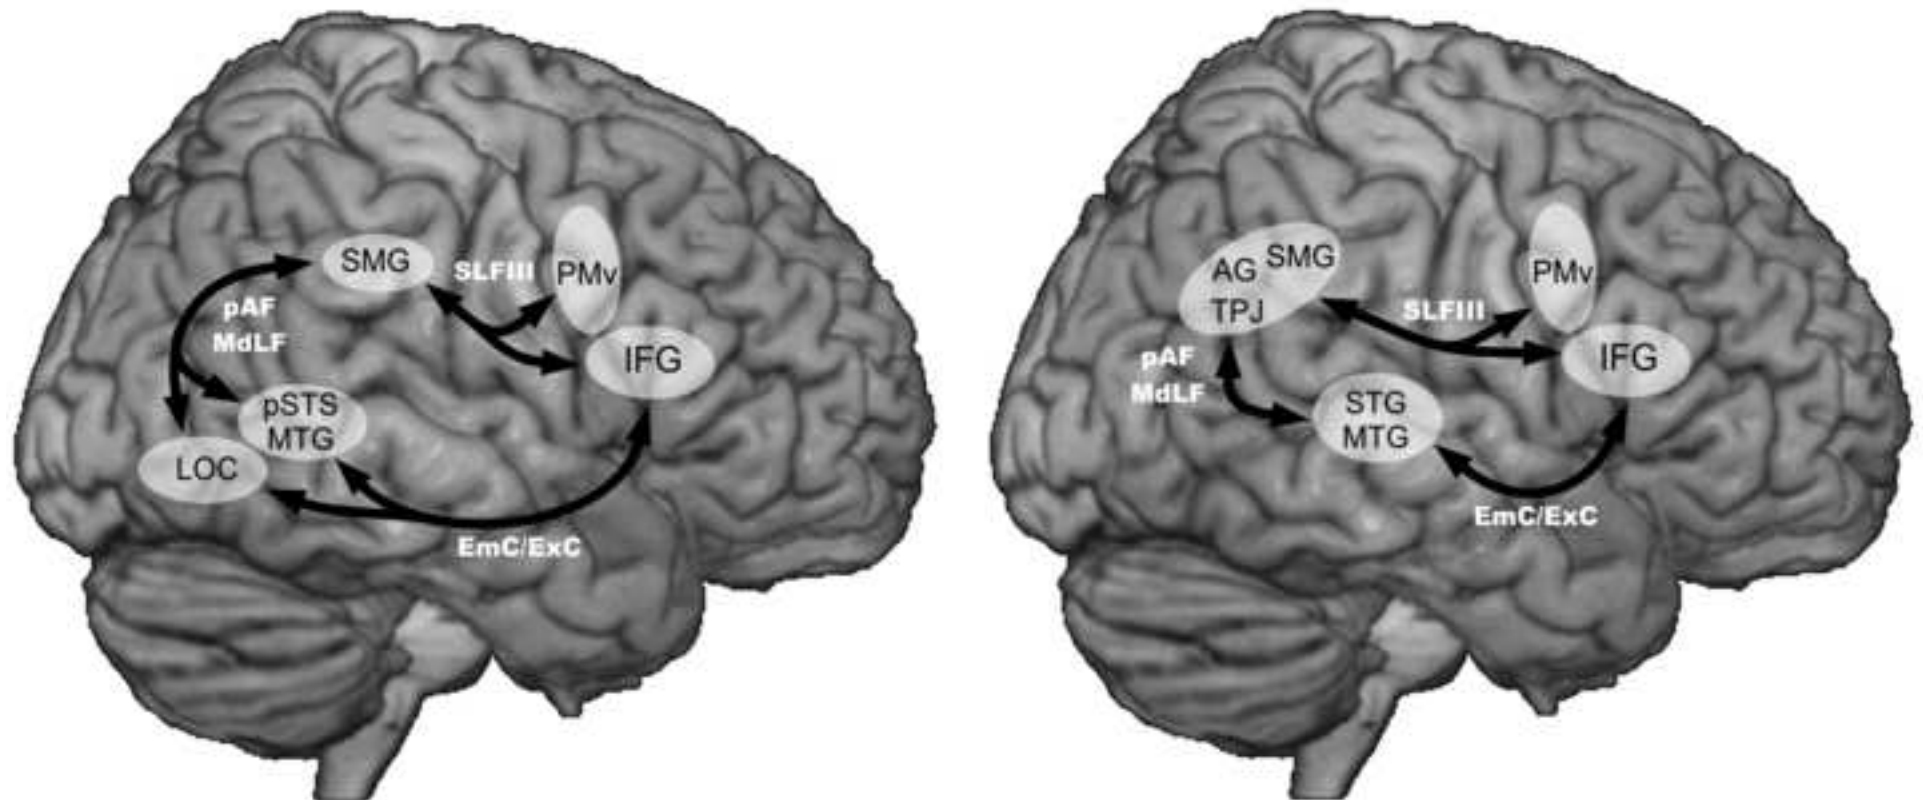 SMG
SLFIII
PMv
pAF
MdLF
IFG
pSTS
MTG
LOC
EmC/ExC
SMG
AG
TPJ
SLFIII
PMv
pAF
MdLF
IFG
STG
MTG
EmC/ExC